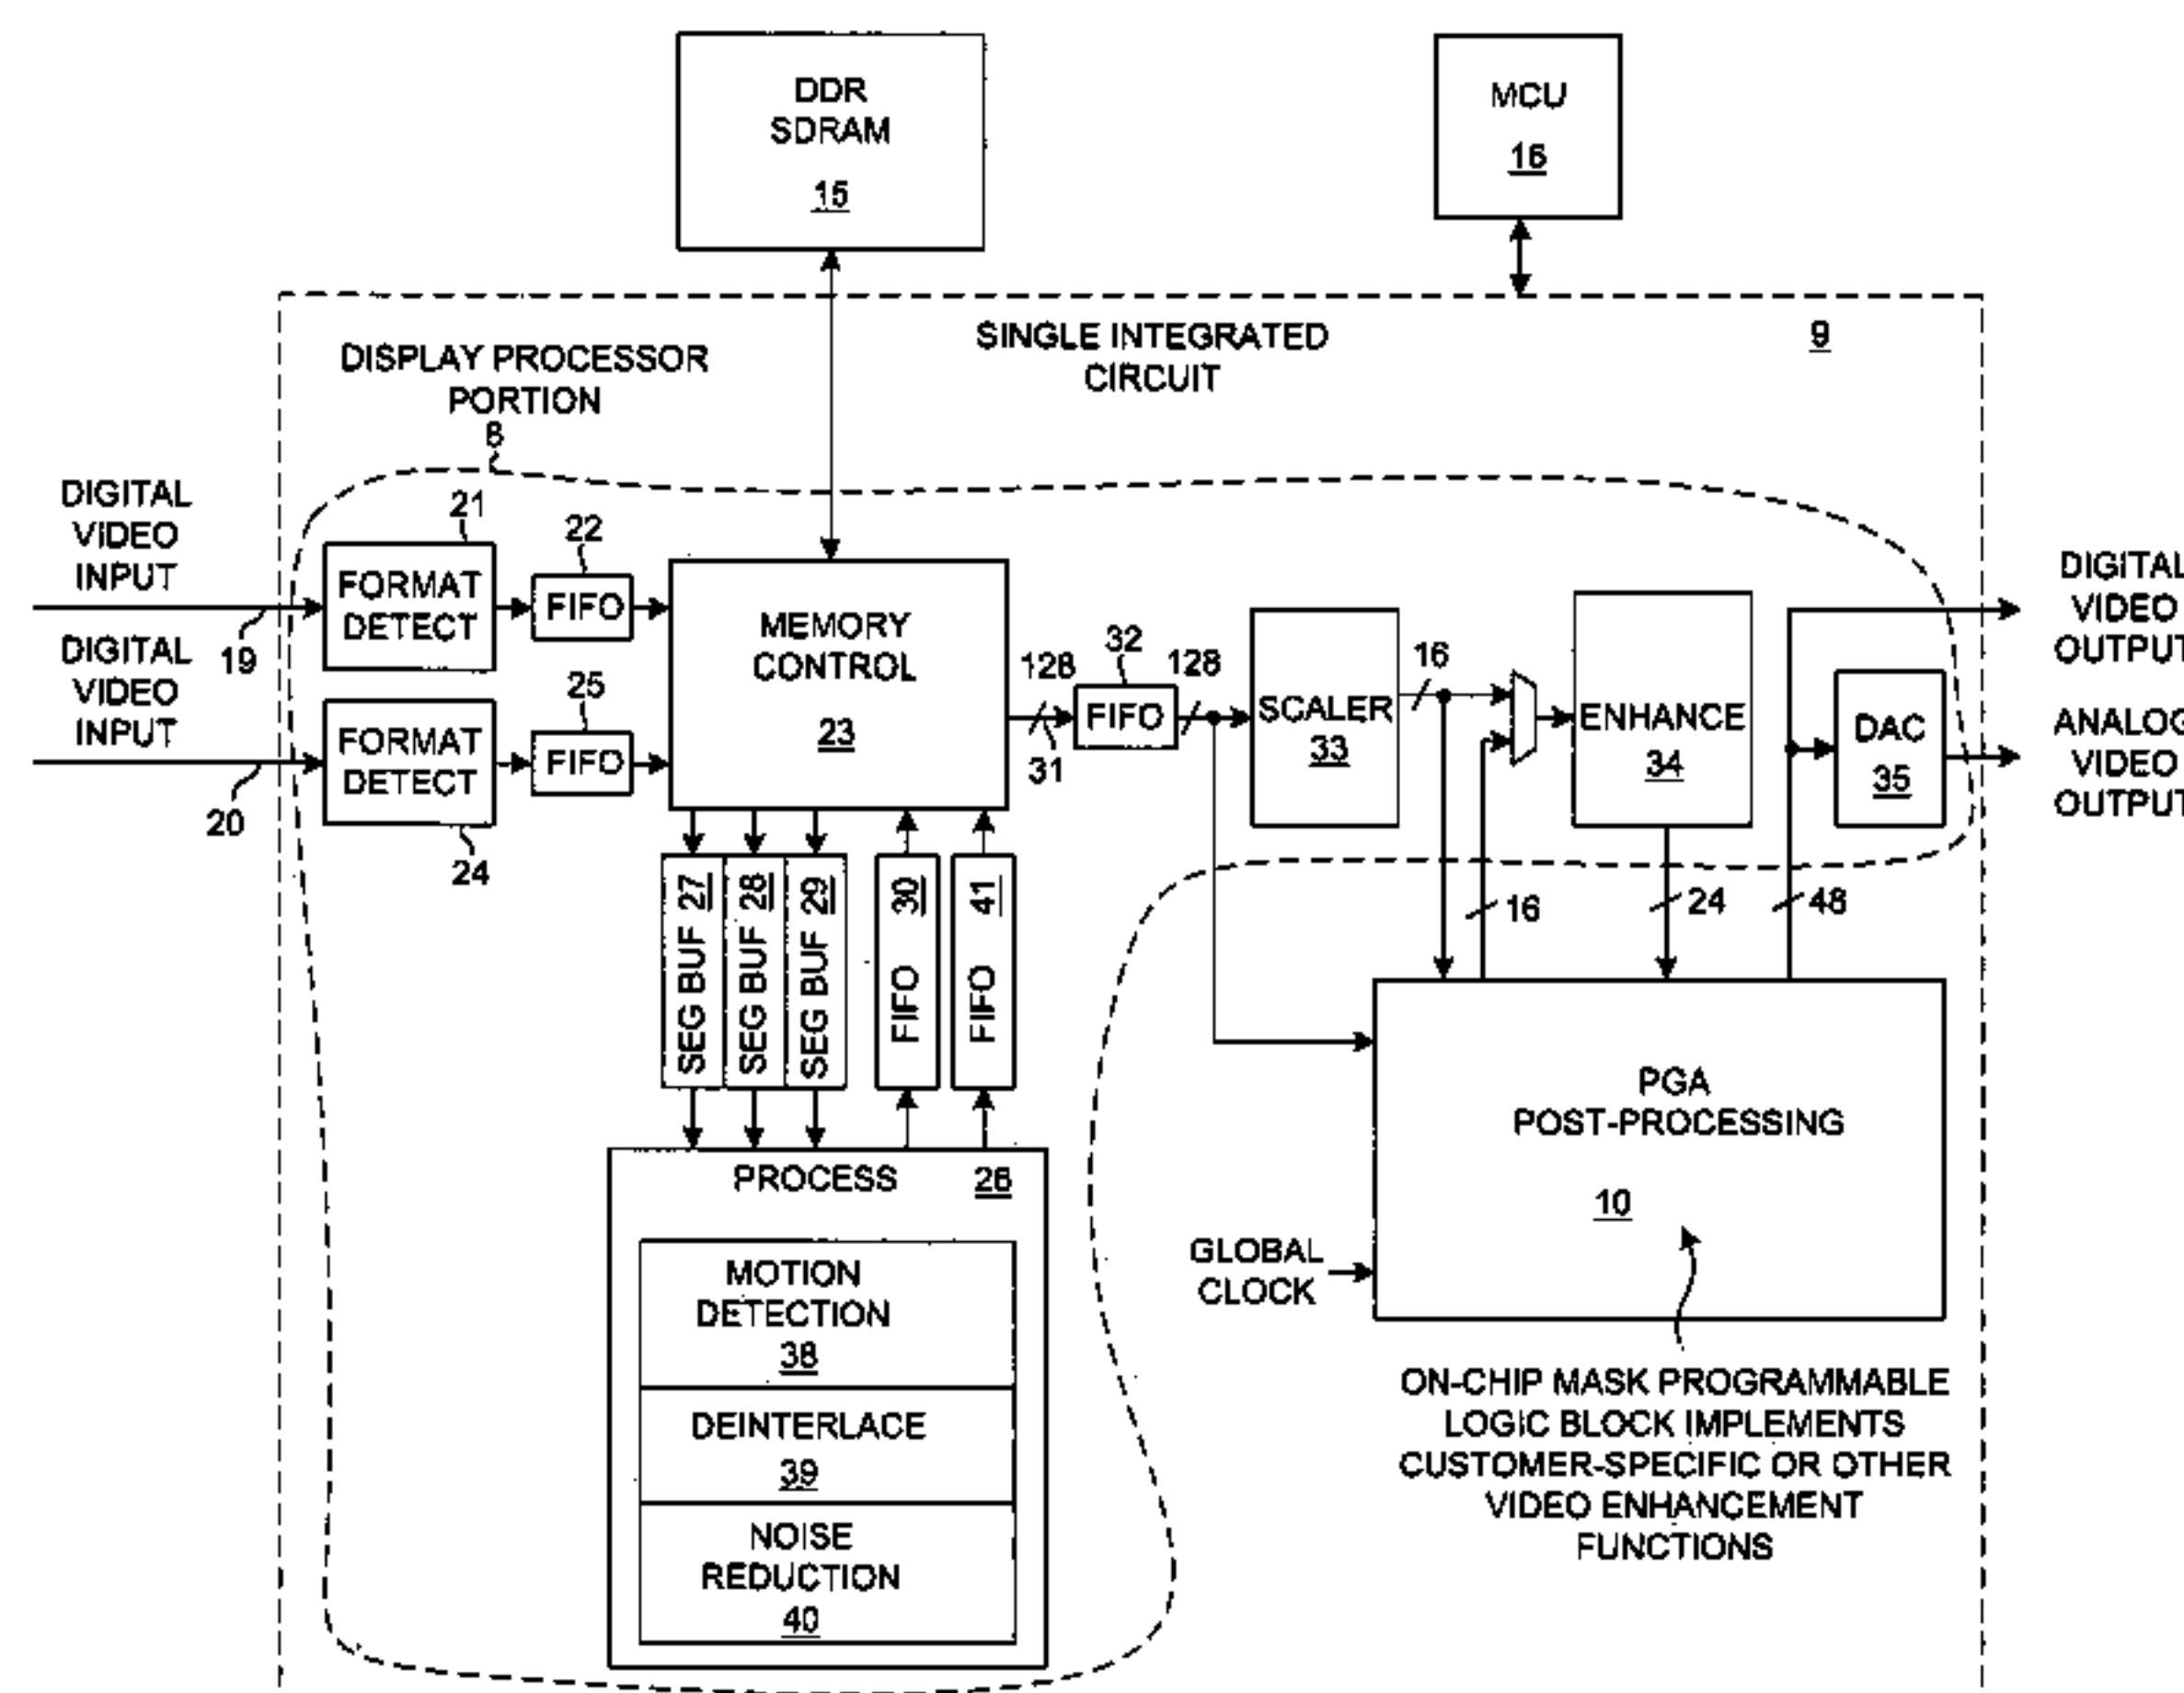 DDR
SDRAM
15
MCU
16
SINGLE INTEGRATED
CIRCUIT
9
DISPLAY PROCESSOR
PORTION
8
DIGITAL
VIDEO
INPUT
19
DIGITAL
VIDEO
INPUT
20
21
FORMAT
DETECT
22
FIFO
FORMAT
DETECT
24
25
FIFO
MEMORY
CONTROL
23
128
31
32
FIFO
128
SCALER
33
16
ENHANCE
34
DAC
35
DIGITAL
VIDEO
OUTPUT
ANALOG
VIDEO
OUTPUT
SEG BUF 27
SEG BUF 28
SEG BUF 29
FIFO 30
FIFO 41
16
24
48
PROCESS 26
MOTION
DETECTION
38
DEINTERLACE
39
NOISE
REDUCTION
40
PGA
POST-PROCESSING
10
GLOBAL
CLOCK
ON-CHIP MASK PROGRAMMABLE
LOGIC BLOCK IMPLEMENTS
CUSTOMER-SPECIFIC OR OTHER
VIDEO ENHANCEMENT
FUNCTIONS